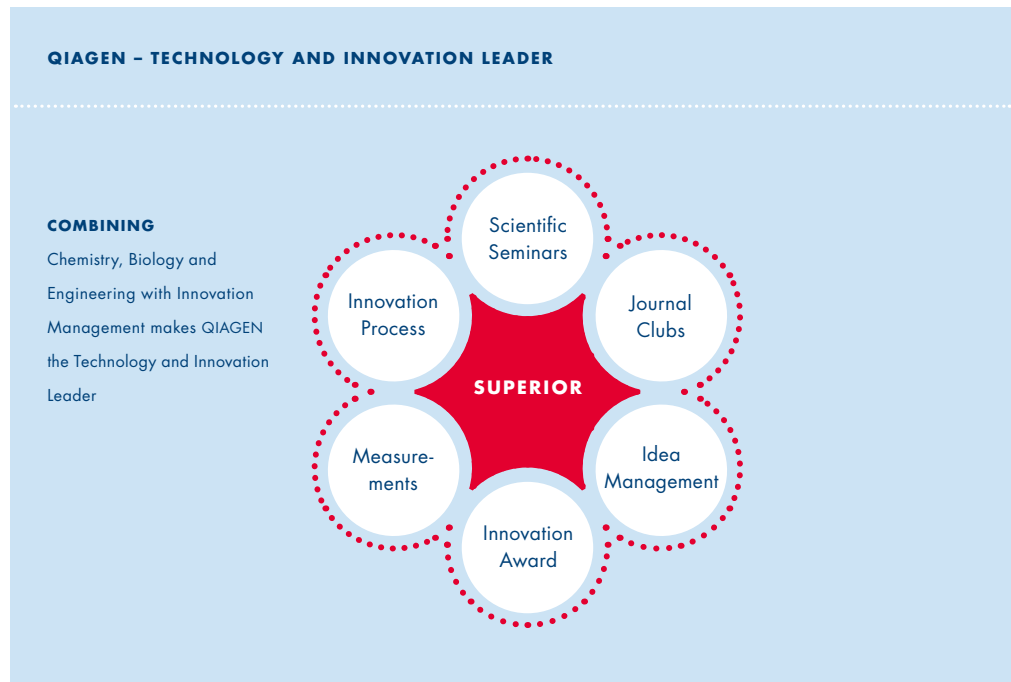 QIAGEN – TECHNOLOGY AND INNOVATION LEADER
COMBINING
Chemistry, Biology and
Engineering with Innovation
Management makes QIAGEN
the Technology and Innovation
Leader
Scientific
Seminars
Journal
Clubs
Idea
Management
Innovation
Award
Measure-
ments
Innovation
Process
SUPERIOR